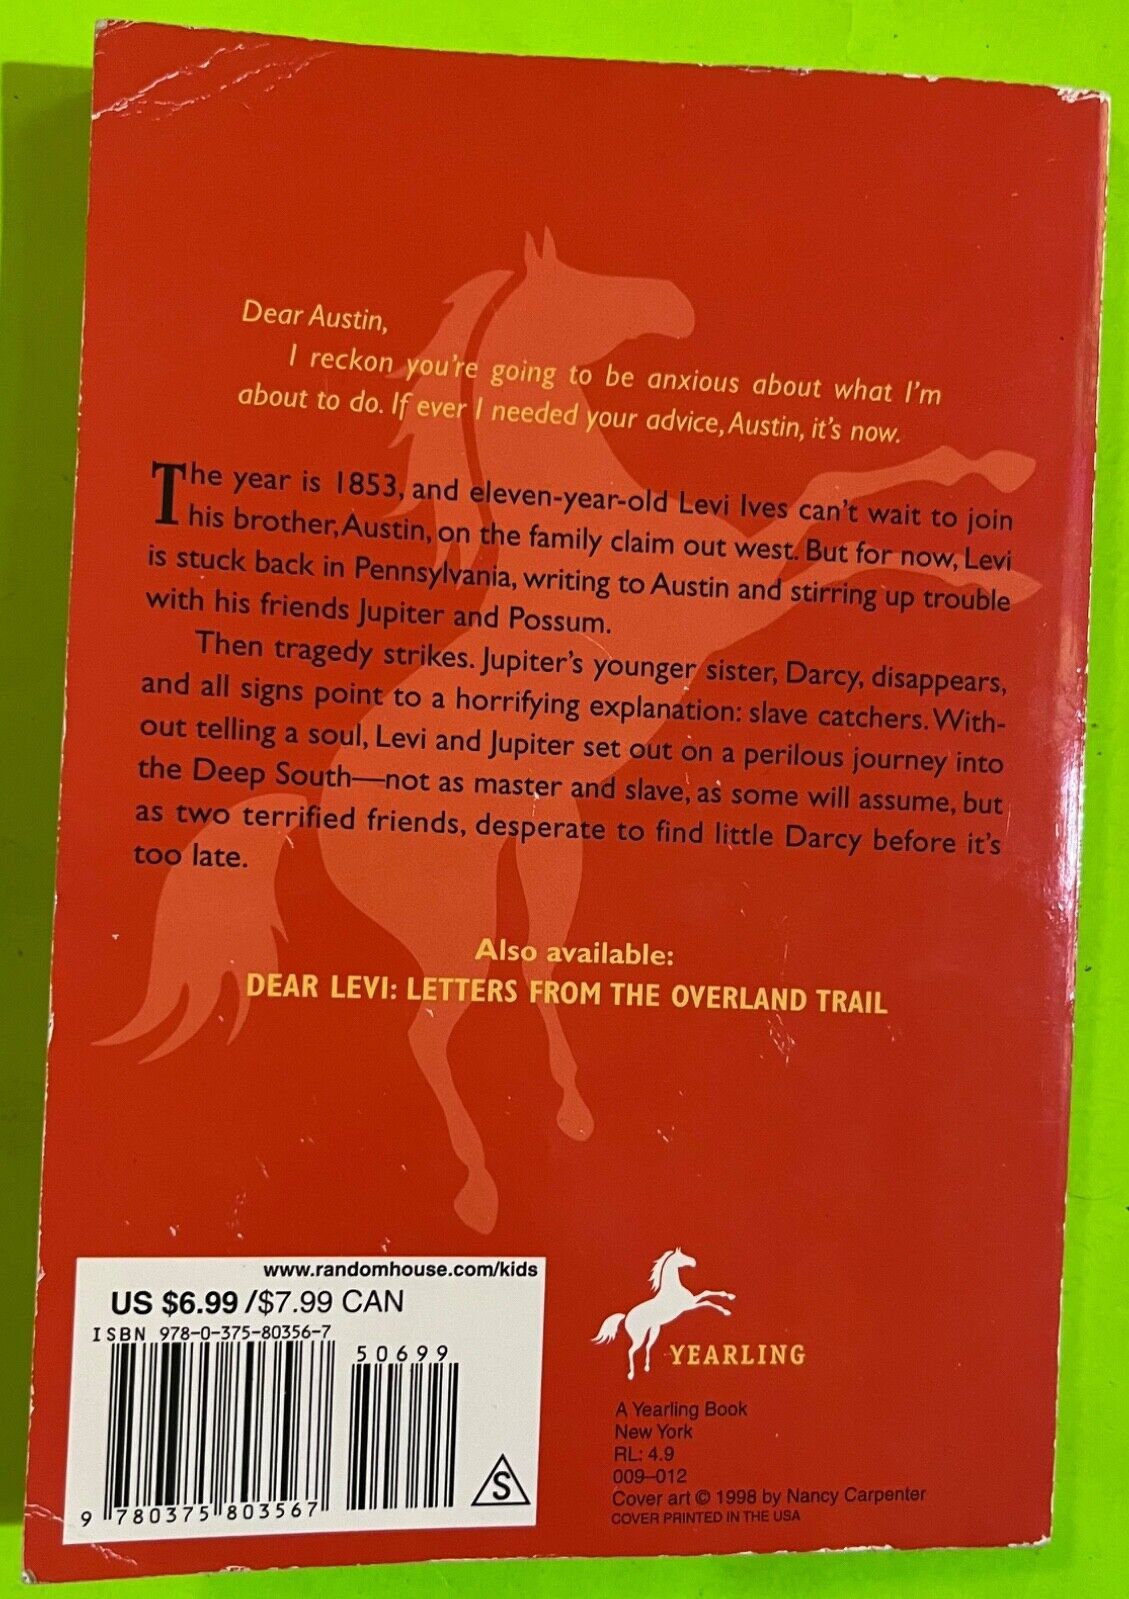 Dear Austin,
I reckon you're going to be anxious about what I'm
about to do. If ever I needed your advice, Austin, it's now.
The year is 1853, and eleven-year-old Levi Ives can't wait to join
his brother, Austin, on the family claim out west. But for now, Levi
is stuck back in Pennsylvania, writing to Austin and stirring up trouble
with his friends Jupiter and Possum.
Then tragedy strikes. Jupiter's younger sister, Darcy, disappears,
and all signs point to a horrifying explanation: slave catchers. With-
out telling a soul, Levi and Jupiter set out on a perilous journey into
the Deep South—not as master and slave, as some will assume, but
as two terrified friends, desperate to find little Darcy before it's
too late.
Also available:
DEAR LEVI: LETTERS FROM THE OVERLAND TRAIL
www.randomhouse.com/kids
US $6.99 /$7.99 CAN
ISBN 978-0-375-80356-7
50699
9 780375 803567
S
YEARLING
A Yearling Book
New York
RL: 4.9
009–012
Cover art © 1998 by Nancy Carpenter
COVER PRINTED IN THE USA